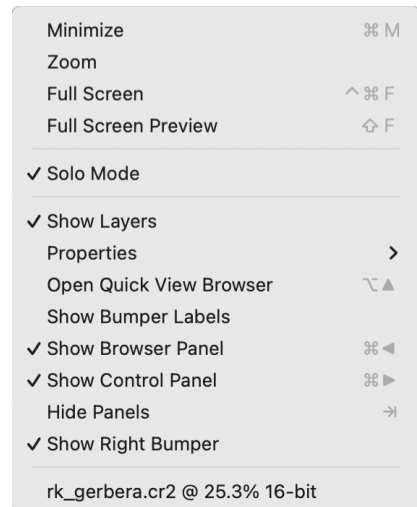 Minimize ⌘ M
Zoom
Full Screen ^ ⌘ F
Full Screen Preview ⇧ F
✓ Solo Mode
✓ Show Layers
Properties >
Open Quick View Browser ⌥ ▲
Show Bumper Labels
✓ Show Browser Panel ⌘ ◀
✓ Show Control Panel ⌘ ▶
Hide Panels ⇥
✓ Show Right Bumper
rk_gerbera.cr2 @ 25.3% 16-bit